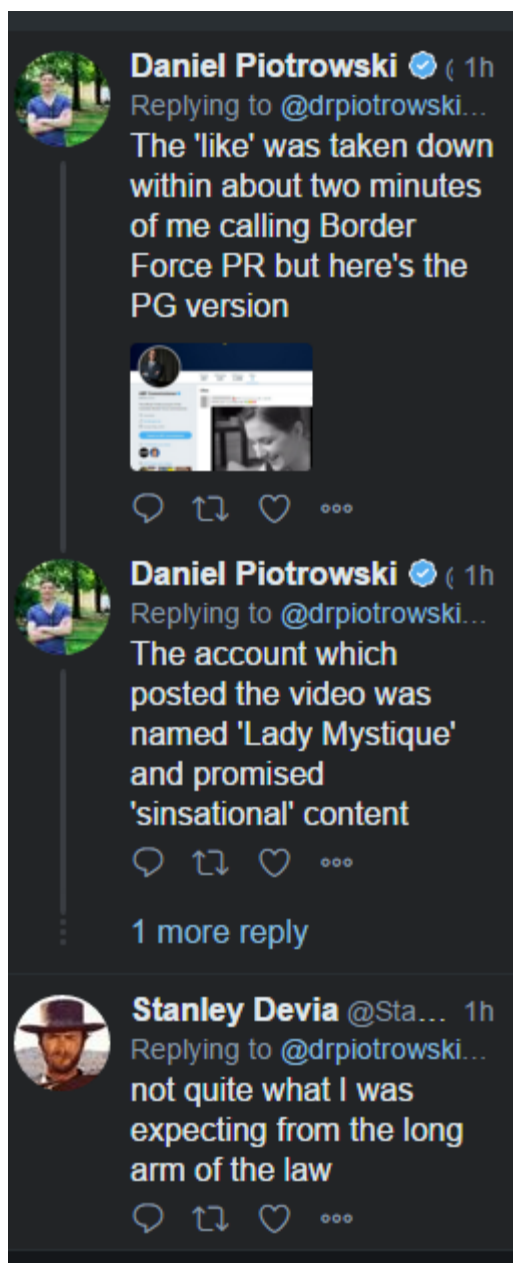 Daniel Piotrowski @ 1h
Replying to @drpiotrowski...
The 'like' was taken down
within about two minutes
of me calling Border
Force PR but here's the
PG version
Daniel Piotrowski @ 1h
Replying to @drpiotrowski...
The account which
posted the video was
named 'Lady Mystique'
and promised
'sinsational' content
1 more reply
Stanley Devia @Sta... 1h
Replying to @drpiotrowski...
not quite what I was
expecting from the long
arm of the law